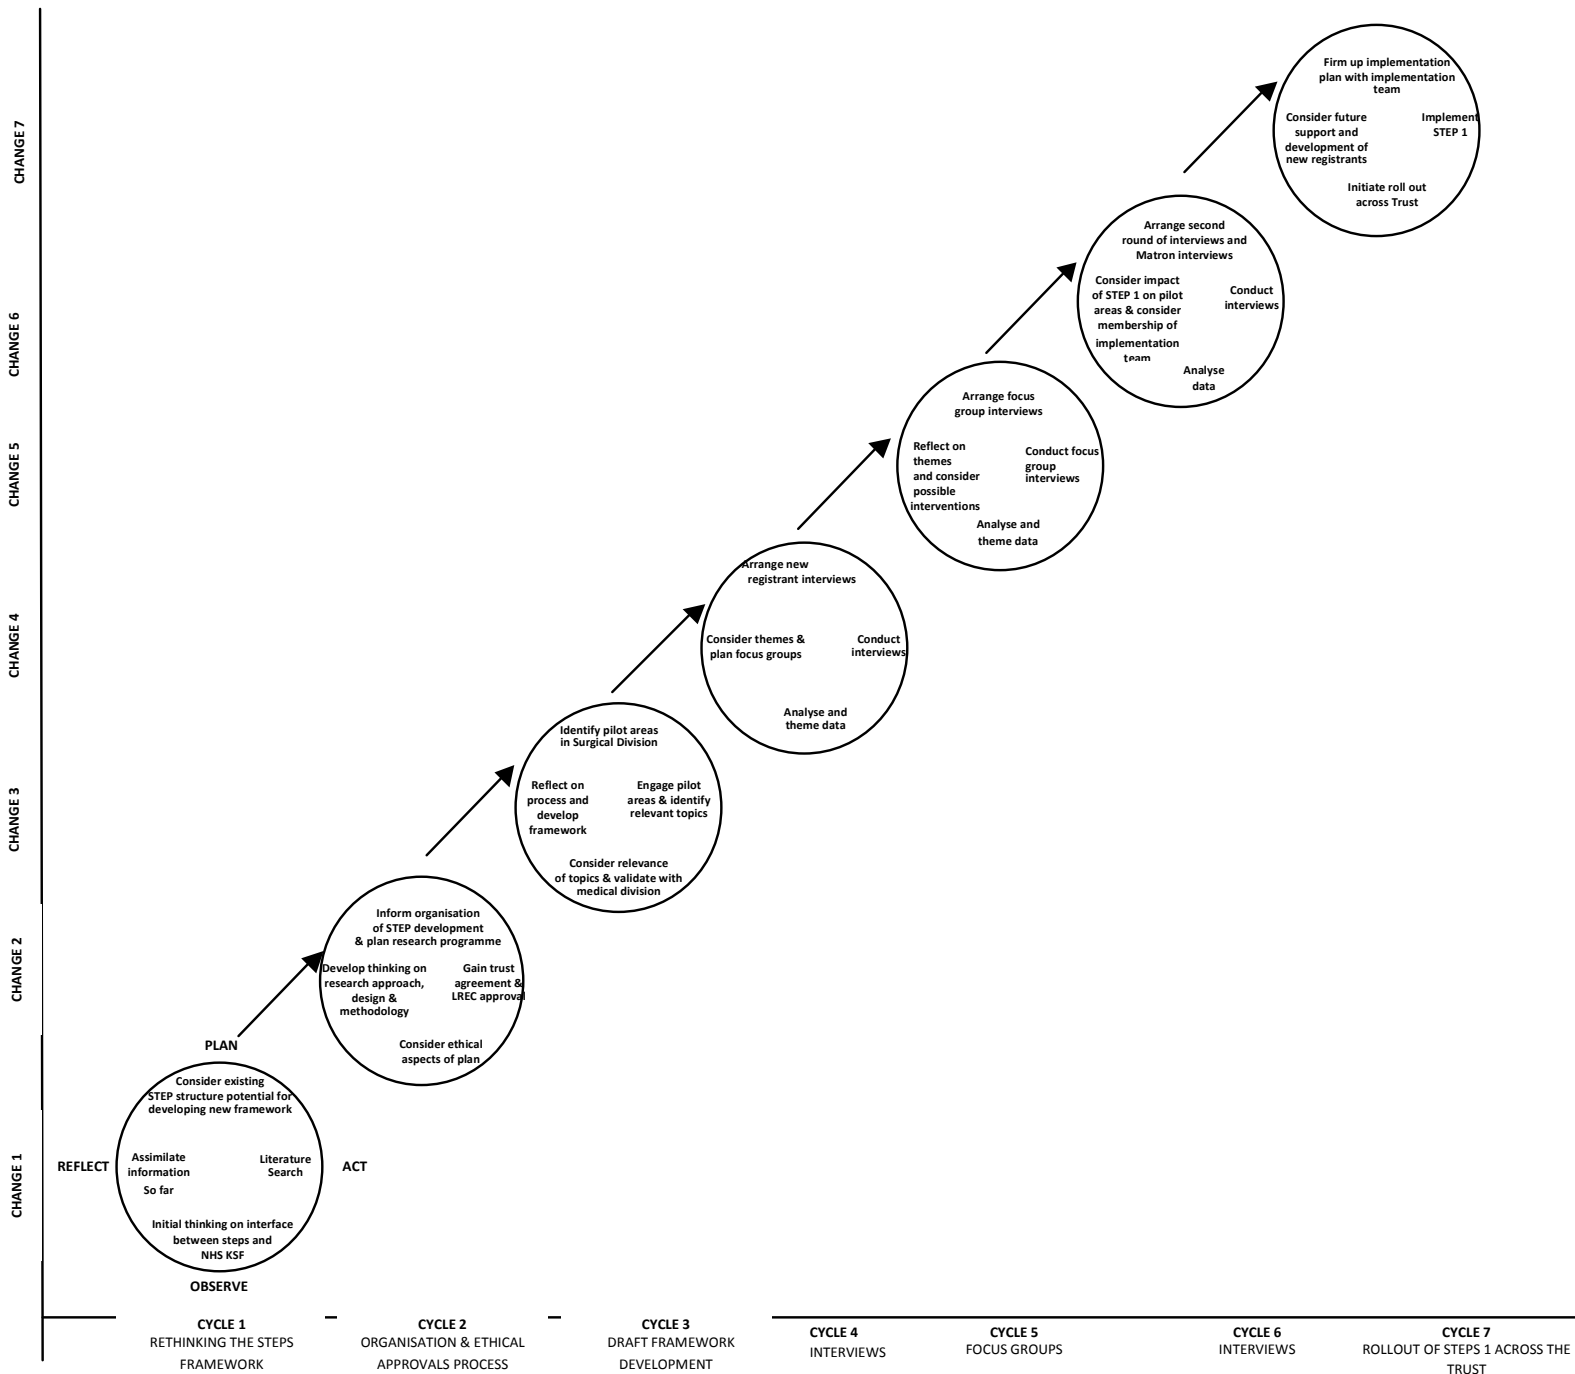 Firm up implementation
plan with implementation
team
Consider future
support and
development of
new registrants
Implement
STEP 1
Initiate roll out
across Trust
CHANGE 7
Arrange second
round of interviews and
Matron interviews
Consider impact
of STEP 1 on pilot
areas & consider
membership of
implementation
team
Conduct
interviews
Analyse
data
CHANGE 6
Arrange focus
group interviews
Reflect on
themes
and consider
possible
interventions
Conduct focus
group
interviews
Analyse and
theme data
CHANGE 5
Arrange new
registrant interviews
Consider themes &
plan focus groups
Conduct
interviews
Analyse and
theme data
CHANGE 4
Identify pilot areas
in Surgical Division
Reflect on
process and
develop
framework
Engage pilot
areas & identify
relevant topics
Consider relevance
of topics & validate with
medical division
CHANGE 3
Inform organisation
of STEP development
& plan research programme
Develop thinking on
research approach,
design &
methodology
Gain trust
agreement &
LREC approval
Consider ethical
aspects of plan
CHANGE 2
PLAN
Consider existing
STEP structure potential for
developing new framework
REFLECT
Assimilate
information
So far
Literature
Search
ACT
Initial thinking on interface
between steps and
NHS KSF
OBSERVE
CHANGE 1
CYCLE 1
RETHINKING THE STEPS
FRAMEWORK
CYCLE 2
ORGANISATION & ETHICAL
APPROVALS PROCESS
CYCLE 3
DRAFT FRAMEWORK
DEVELOPMENT
CYCLE 4
INTERVIEWS
CYCLE 5
FOCUS GROUPS
CYCLE 6
INTERVIEWS
CYCLE 7
ROLLOUT OF STEPS 1 ACROSS THE
TRUST